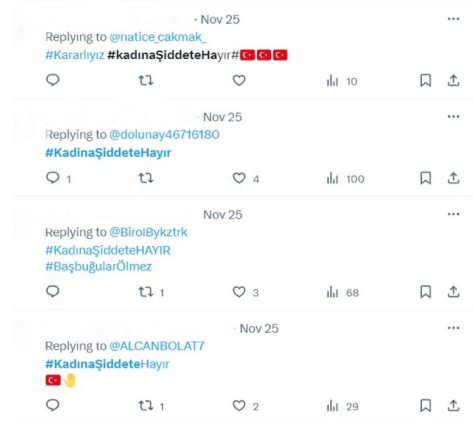 · Nov 25
Replying to @natice_cakmak_
#Kararlıyız #kadınaŞiddeteHayır#🇹🇷🇹🇷🇹🇷
10
· Nov 25
Replying to @dolunay46716180
#KadinaŞiddeteHayır
1 4 100
Nov 25
Replying to @BirolBykztrk
#KadınaŞiddeteHAYIR
#BaşbuğularÖlmez
1 3 68
· Nov 25
Replying to @ALCANBOLAT7
#KadınaŞiddeteHayır
🇹🇷🤚
1 2 29